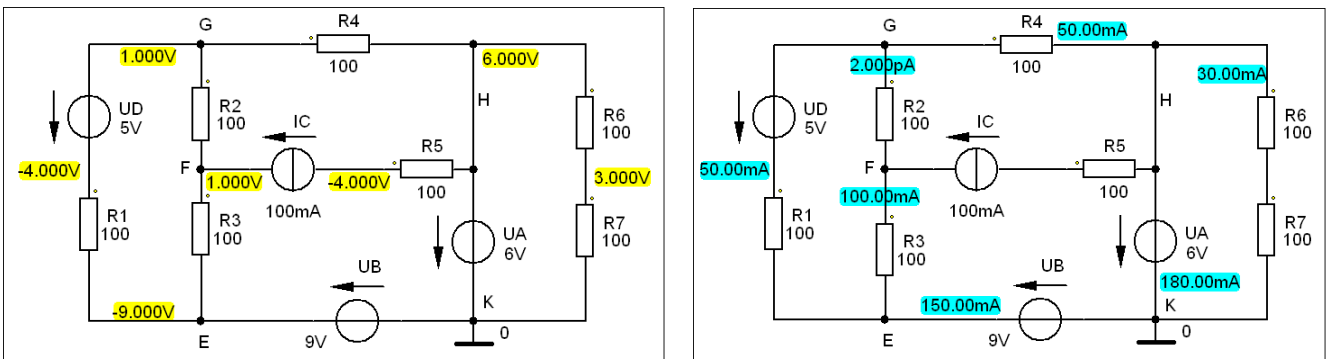 G
R4
1.000V
100
6.000V
UD
5V
R2
100
H
R6
100
IC
R5
-4.000V
F
1.000V
-4.000V
100
3.000V
100mA
R1
100
R3
100
R7
100
UA
6V
UB
-9.000V
K
E
9V
0
G
R4
50.00mA
2.000pA
100
30.00mA
UD
5V
R2
100
H
R6
100
IC
R5
50.00mA
F
100.00mA
100
100mA
R1
100
R3
100
R7
100
UA
6V
UB
180.00mA
150.00mA
K
E
9V
0